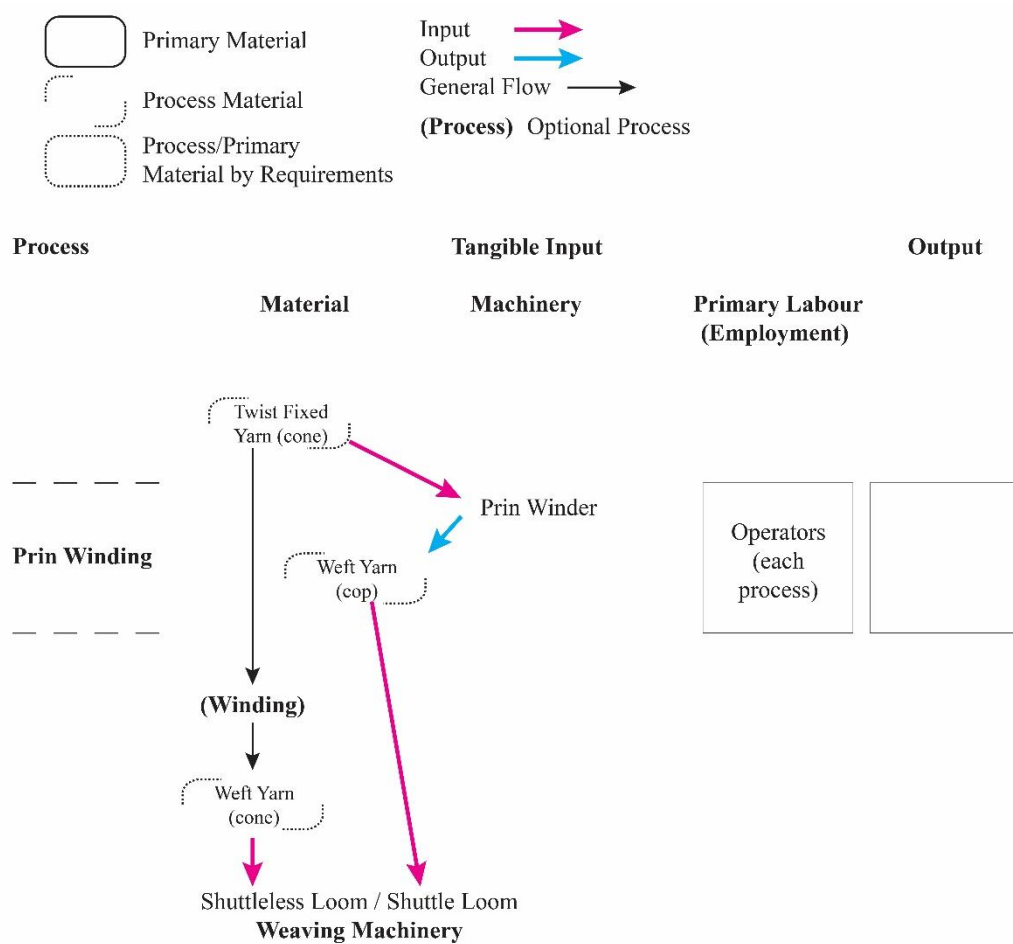 Primary Material
Process Material
Process/Primary
Material by Requirements
Input
Output
General Flow
(Process) Optional Process
Process
Tangible Input
Output
Material
Machinery
Primary Labour
(Employment)
Twist Fixed
Yarn (cone)
Prin Winder
Prin Winding
Operators
(each
process)
Weft Yarn
(cop)
(Winding)
Weft Yarn
(cone)
Shuttleless Loom / Shuttle Loom
Weaving Machinery